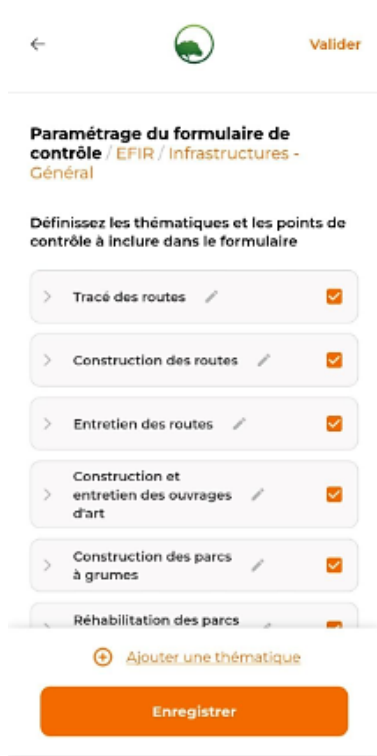 Valider
Paramétrage du formulaire de
contrôle / EFIR / Infrastructures -
Général
Définissez les thématiques et les points de
contrôle à inclure dans le formulaire
Tracé des routes
Construction des routes
Entretien des routes
Construction et
entretien des ouvrages
d'art
Construction des parcs
à grumes
Réhabilitation des parcs
Ajouter une thématique
Enregistrer